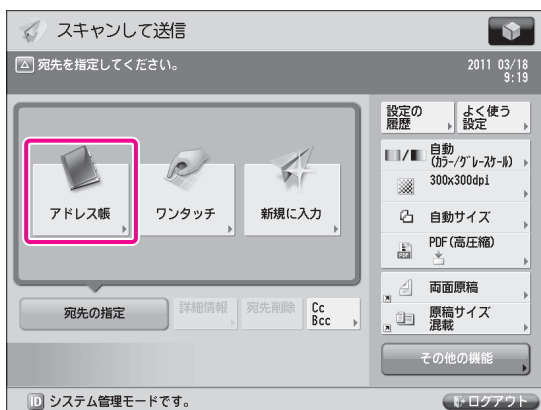 スキャンして送信
宛先を指定してください。
2011 03/18
9:19
アドレス帳
ワンタッチ
新規に入力
宛先の指定
詳細情報
宛先削除
Cc
Bcc
設定の
履歴
よく使う
設定
自動
(カラー/グレースケール)
300x300dpi
自動サイズ
PDF(高圧縮)
両面原稿
原稿サイズ
混載
その他の機能
ID システム管理モードです。
ログアウト